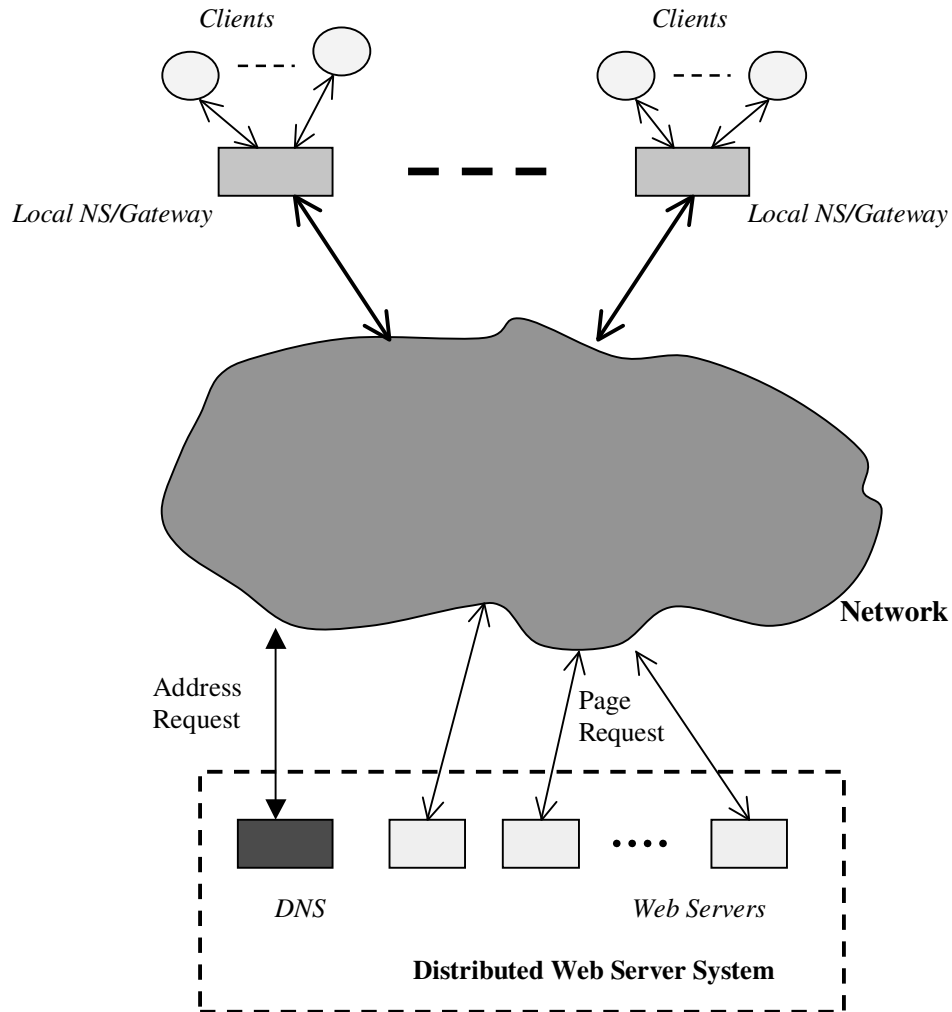 Clients
Clients
Local NS/Gateway
Local NS/Gateway
Network
Address
Request
Page
Request
DNS
Web Servers
Distributed Web Server System